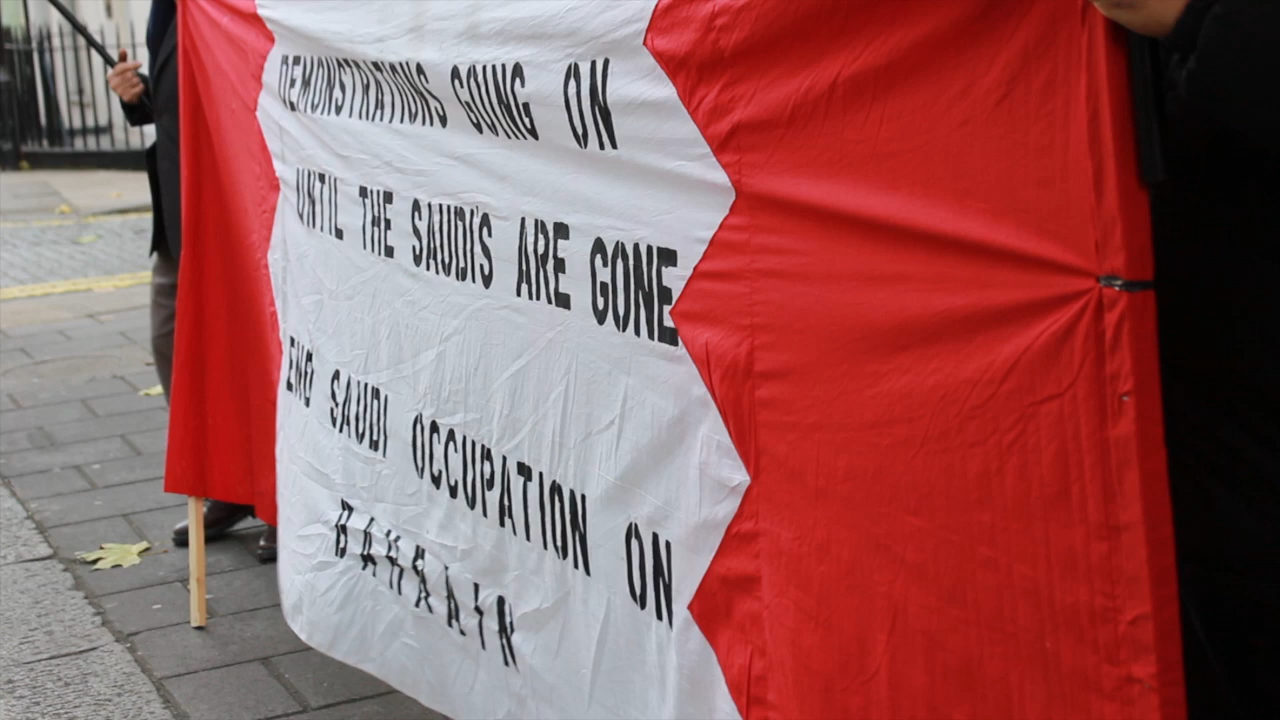 DEMONSTRATIONS GOING ON
UNTIL THE SAUDI'S ARE GONE
END SAUDI OCCUPATION ON
BAHRAIN